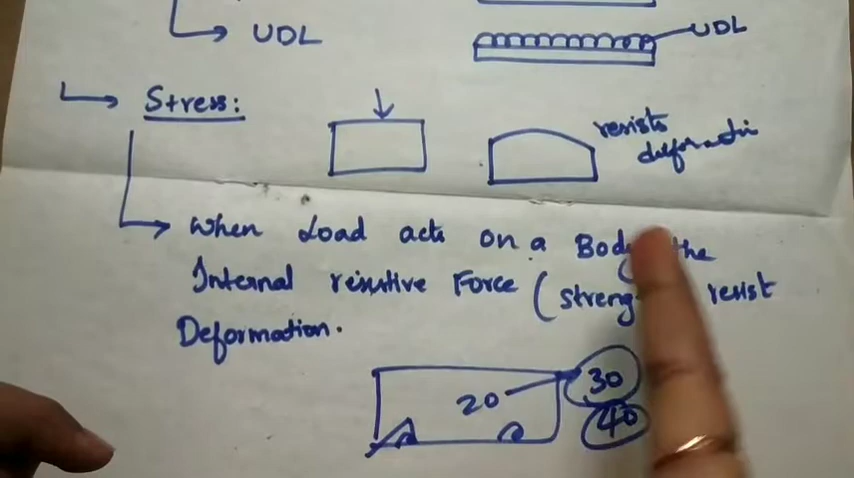 UDL
UDL
Stress:
resists
When Load acts on a Body the
Internal resistive Force (streng resist
Deformation.
20
30
40